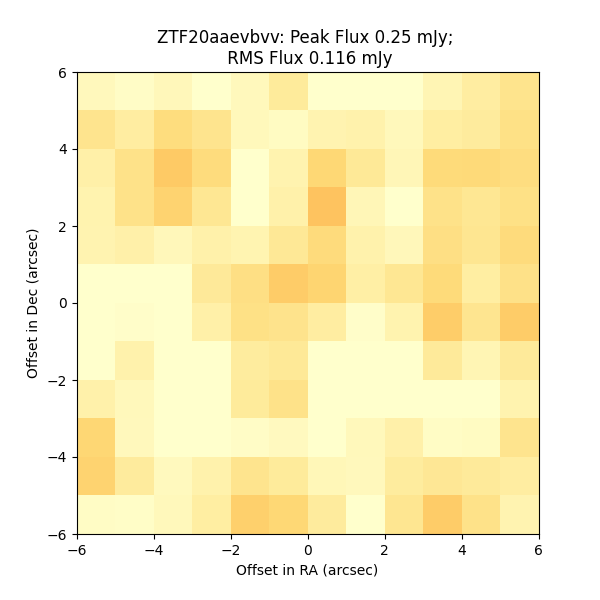 ZTF20aaevbvv: Peak Flux 0.25 mJy;
RMS Flux 0.116 mJy
6
4
2
0
−2
−4
−6
Offset in Dec (arcsec)
−6 −4 −2 0 2 4 6
Offset in RA (arcsec)